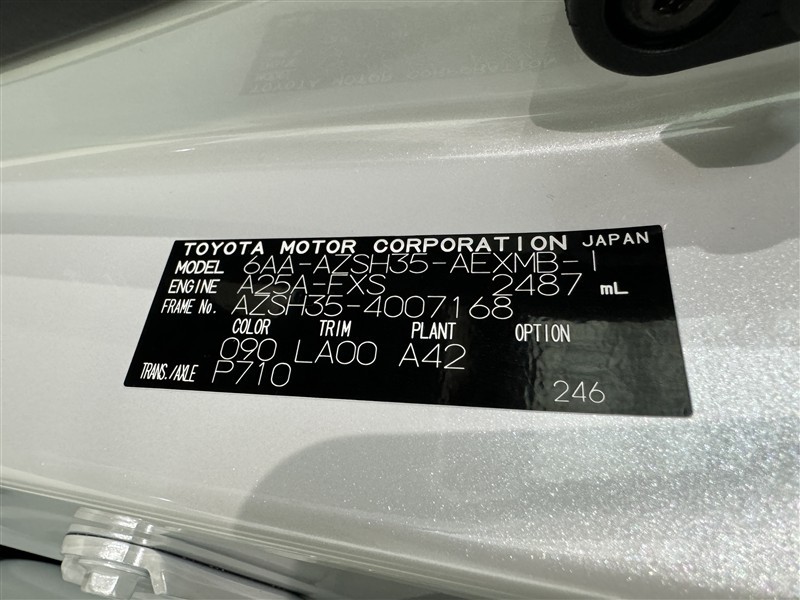 TOYOTA MOTOR CORPORATION JAPAN
MODEL 6AA-AZSH35-AEXMB-I
ENGINE A25A-FXS 2487 mL
FRAME No. AZSH35-4007168
COLOR TRIM PLANT OPTION
090 LA00 A42
TRANS./AXLE P710
246